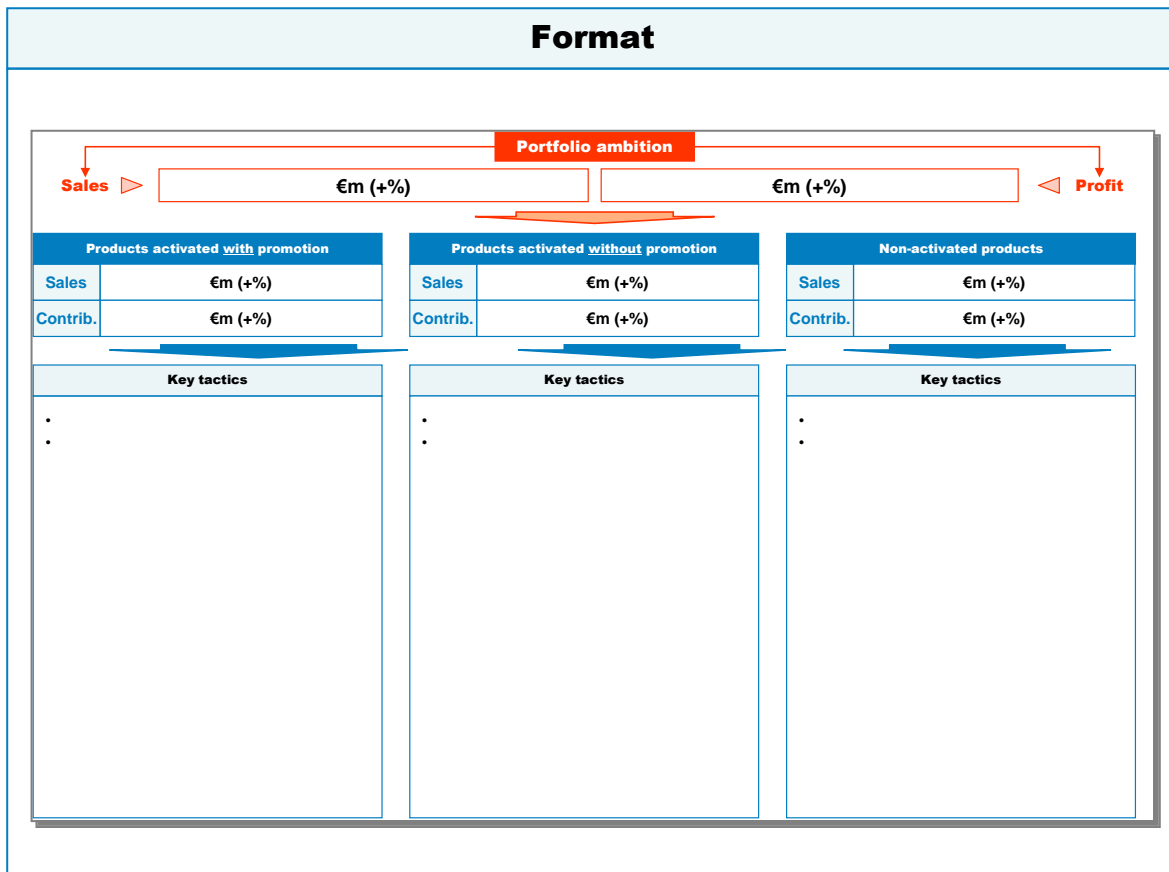 Format
Portfolio ambition
Sales
€m (+%)
€m (+%)
Profit
Products activated with promotion
Sales
€m (+%)
Contrib.
€m (+%)
Products activated without promotion
Sales
€m (+%)
Contrib.
€m (+%)
Non-activated products
Sales
€m (+%)
Contrib.
€m (+%)
Key tactics
•
•
Key tactics
•
•
Key tactics
•
•